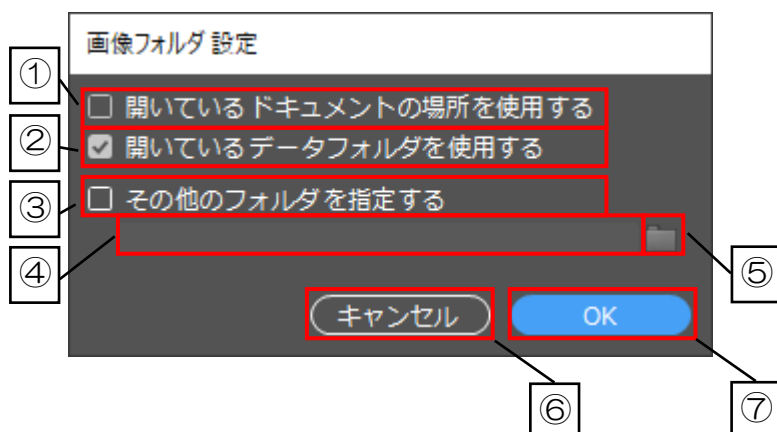 画像フォルダ 設定
①
開いているドキュメントの場所を使用する
②
開いているデータフォルダを使用する
③
その他のフォルダを指定する
④
⑤
キャンセル
OK
⑥
⑦